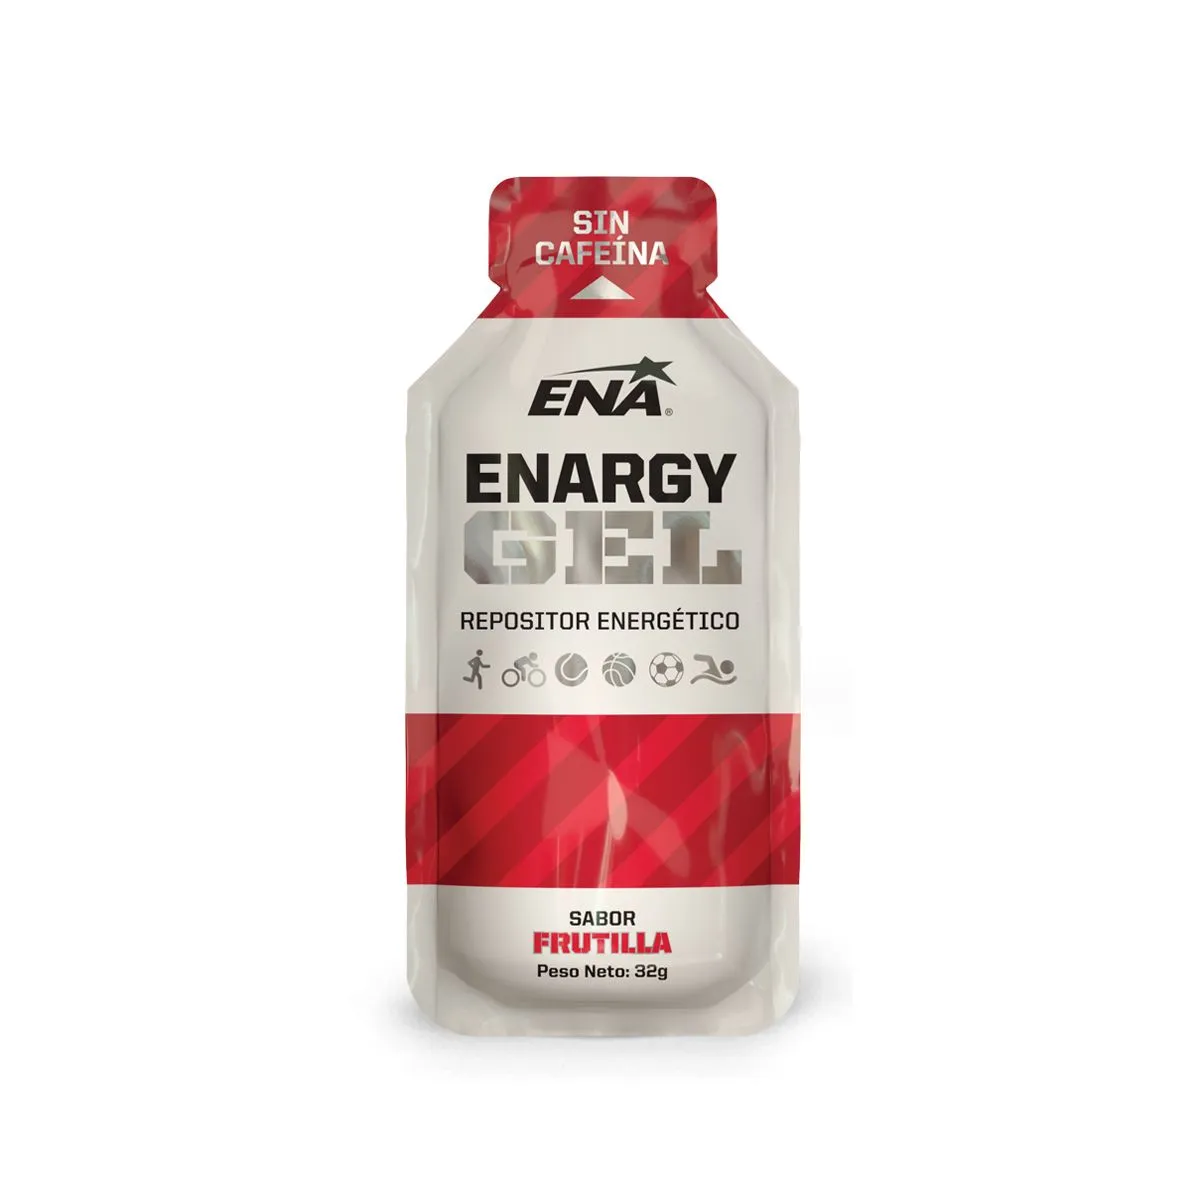 SIN
CAFEÍNA
ENA®
ENARGY
GEL
REPOSITOR ENERGÉTICO
SABOR
FRUTILLA
Peso Neto: 32g